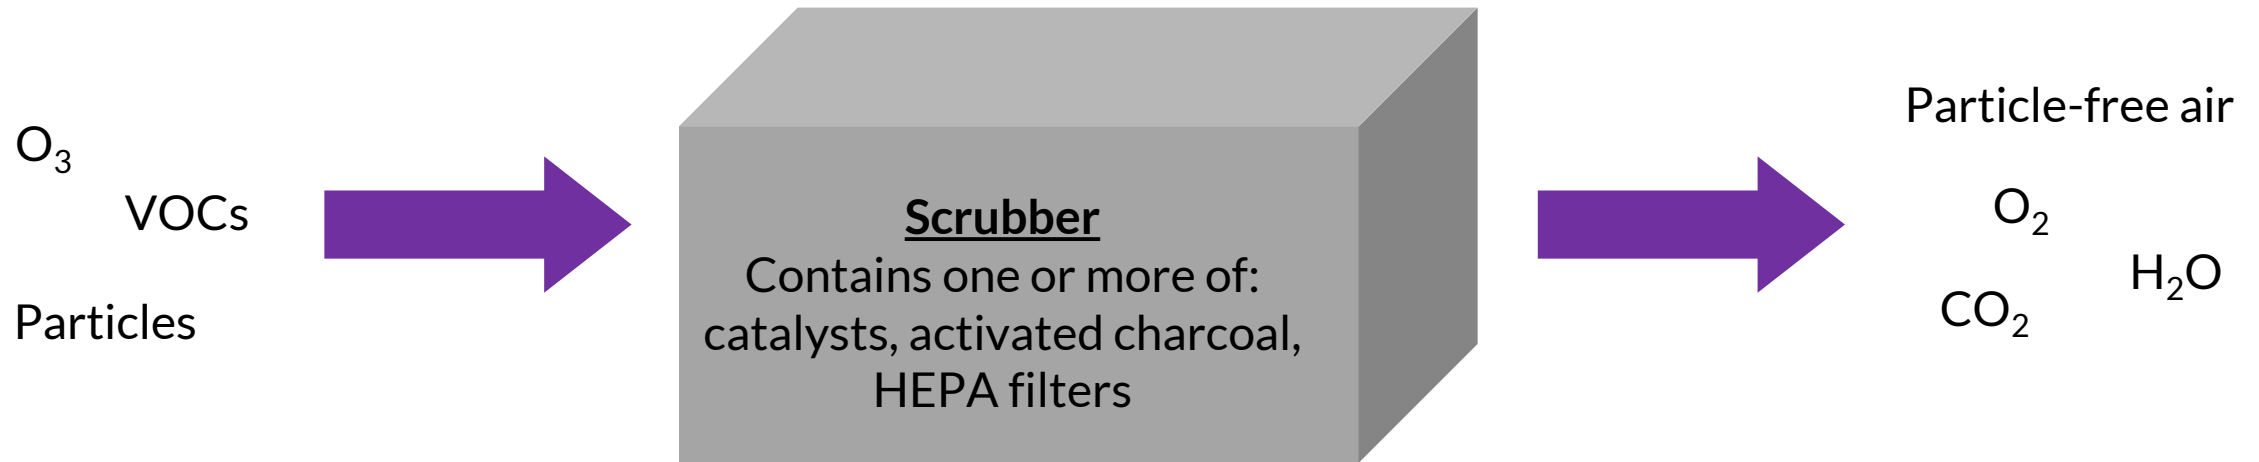 O₃
VOCs
Particles
Scrubber
Contains one or more of:
catalysts, activated charcoal,
HEPA filters
Particle-free air
O₂
H₂O
CO₂